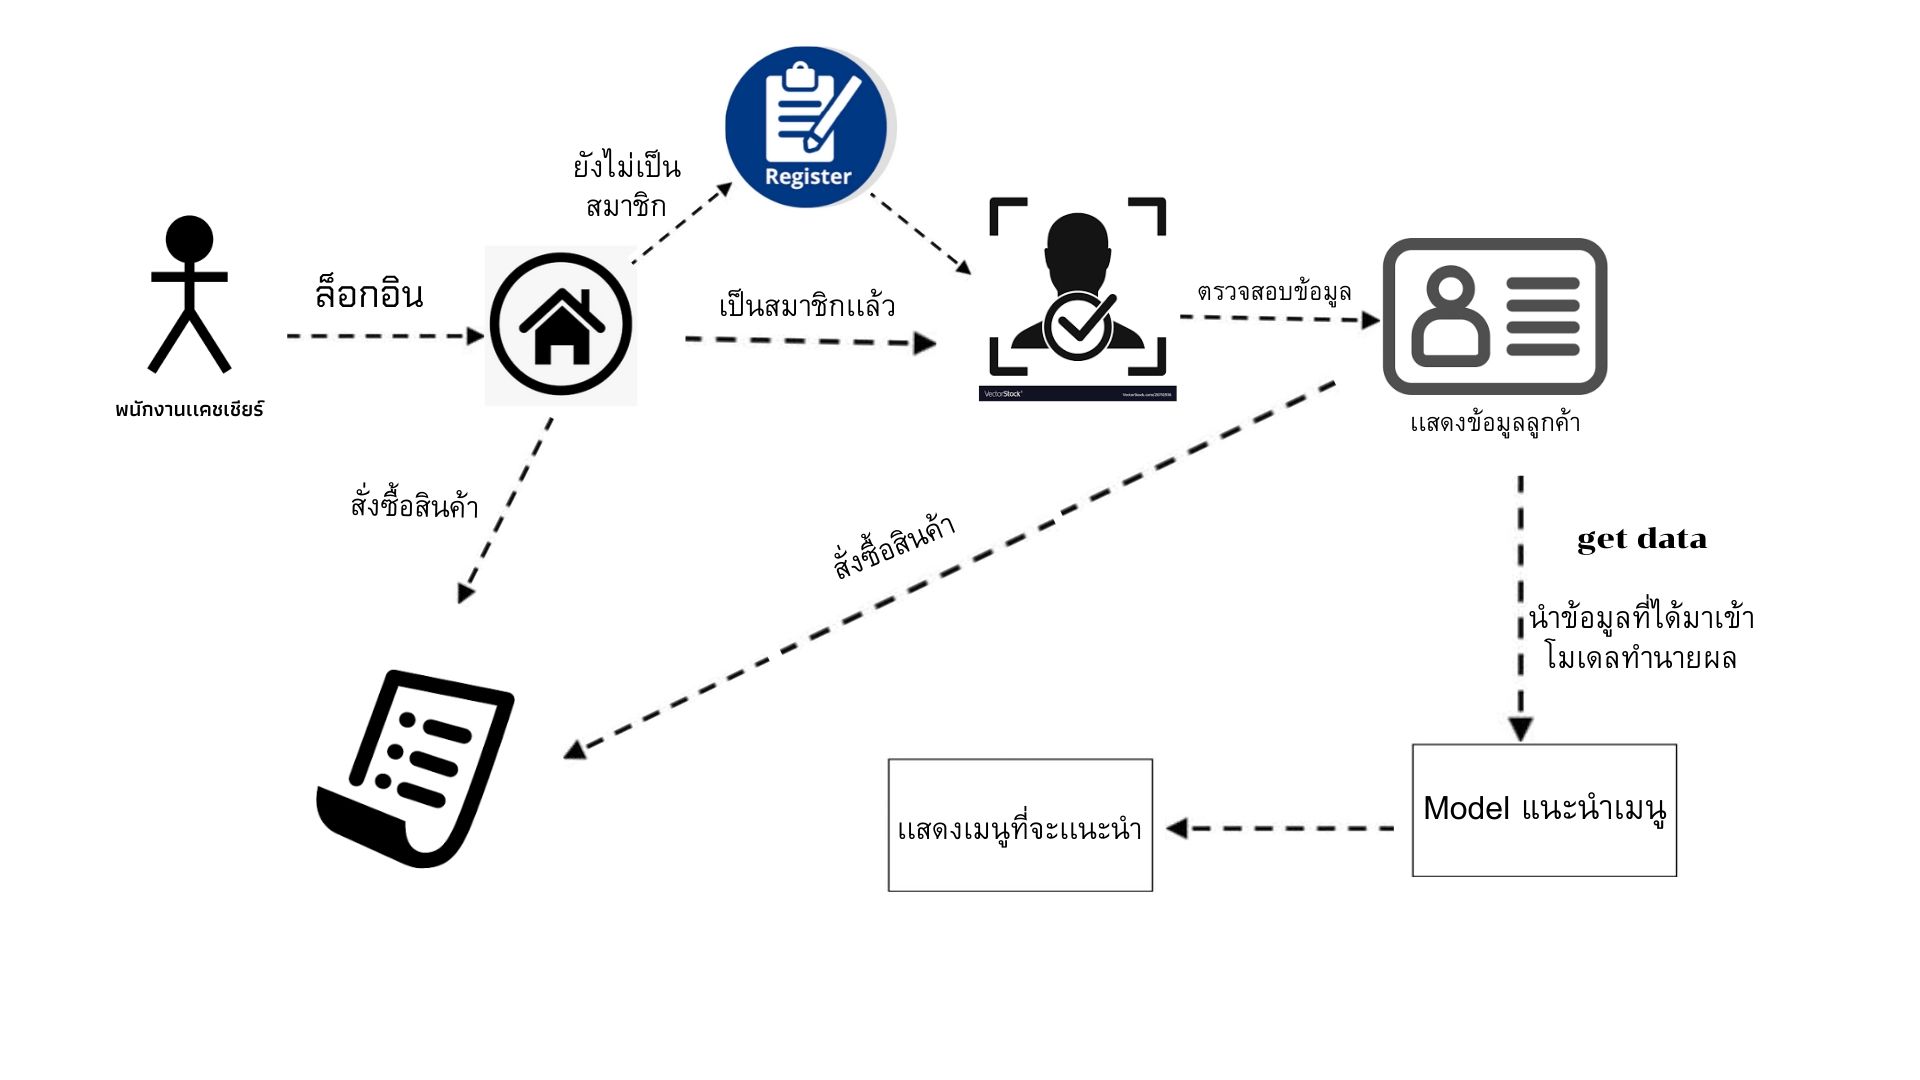 Register
ยังไม่เป็น
สมาชิก
ล็อกอิน
เป็นสมาชิกแล้ว
ตรวจสอบข้อมูล
VectorStock
VectorStock.com/26710836
พนักงานแคชเชียร์
แสดงข้อมูลลูกค้า
สั่งซื้อสินค้า
สั่งซื้อสินค้า
get data
นำข้อมูลที่ได้มาเข้า
โมเดลทำนายผล
Model แนะนำเมนู
แสดงเมนูที่จะแนะนำ